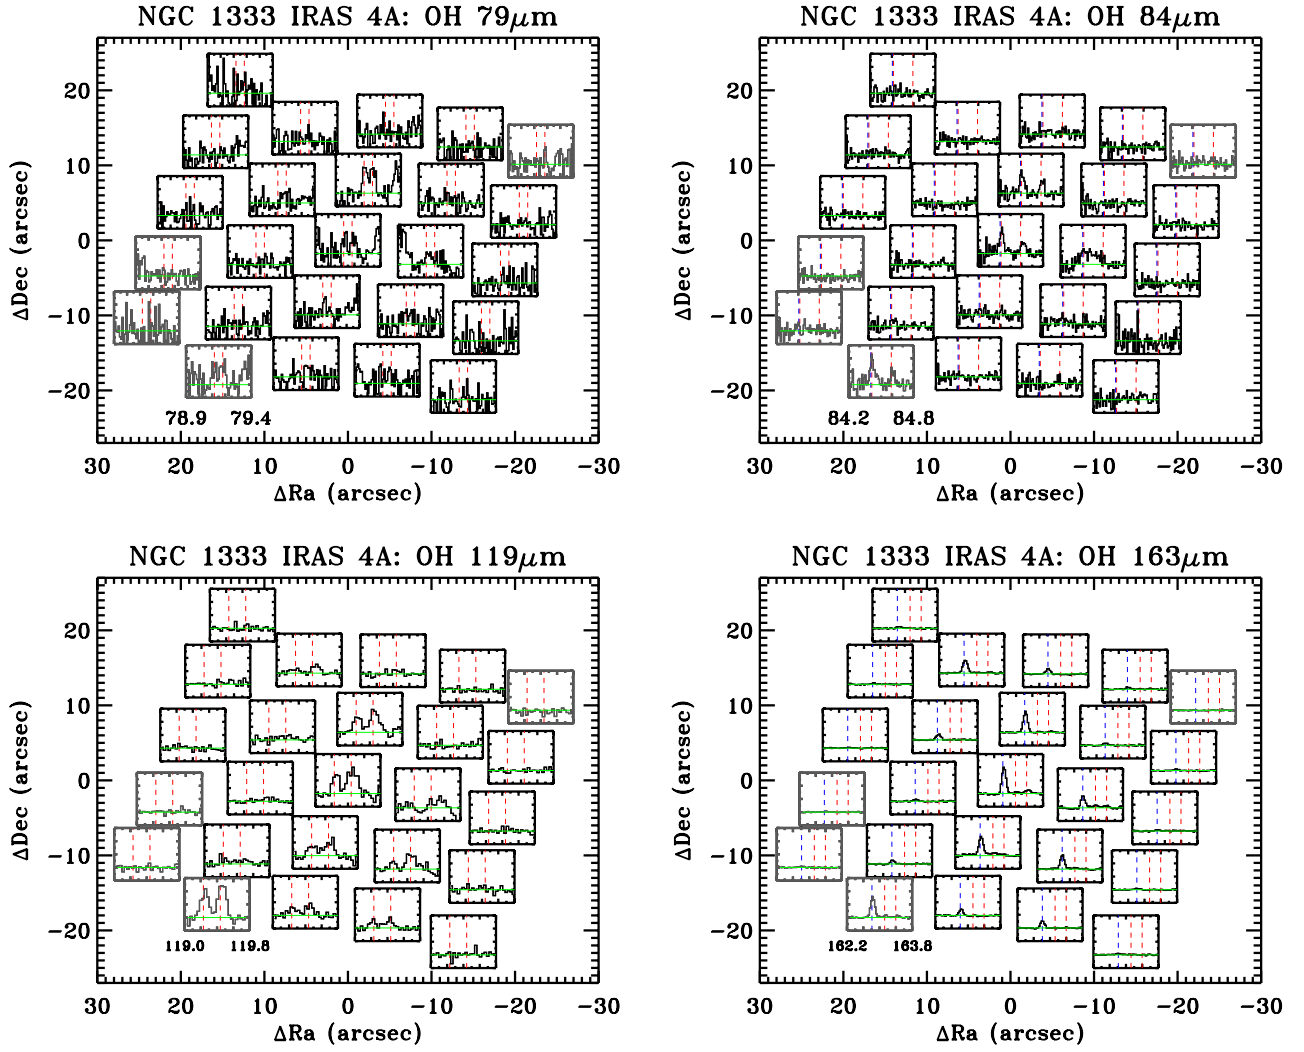 NGC 1333 IRAS 4A: OH 79μm
NGC 1333 IRAS 4A: OH 84μm
ΔDec (arcsec)
20
10
0
−10
−20
78.9 79.4
30 20 10 0 −10 −20 −30
ΔRa (arcsec)
ΔDec (arcsec)
20
10
0
−10
−20
84.2 84.8
30 20 10 0 −10 −20 −30
ΔRa (arcsec)
NGC 1333 IRAS 4A: OH 119μm
NGC 1333 IRAS 4A: OH 163μm
ΔDec (arcsec)
20
10
0
−10
−20
119.0 119.8
30 20 10 0 −10 −20 −30
ΔRa (arcsec)
ΔDec (arcsec)
20
10
0
−10
−20
162.2 163.8
30 20 10 0 −10 −20 −30
ΔRa (arcsec)